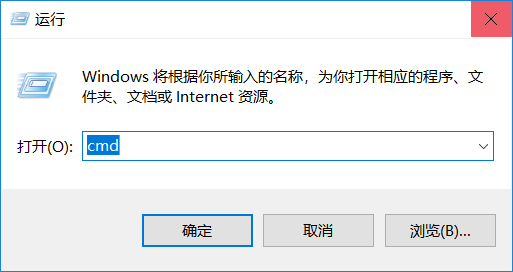 运行
Windows 将根据你所输入的名称，为你打开相应的程序、文
件夹、文档或 Internet 资源。
打开(O): cmd
确定 取消 浏览(B)...